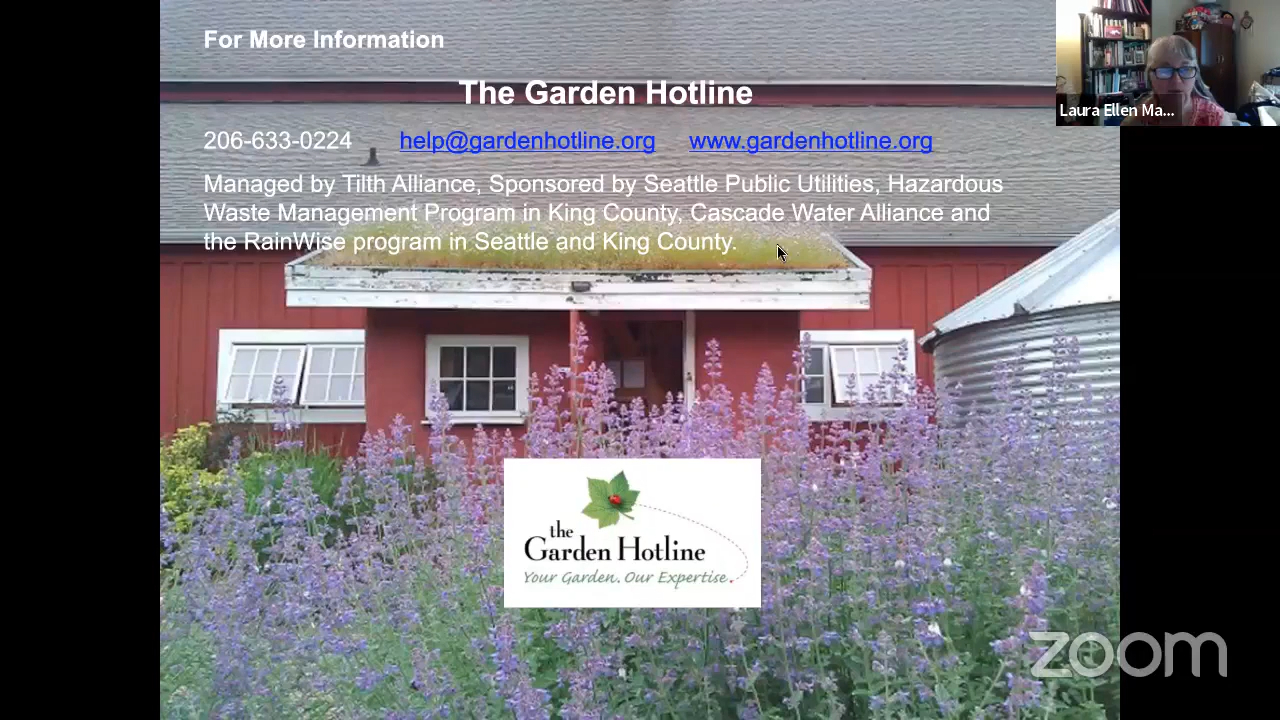 For More Information
The Garden Hotline
206-633-0224 help@gardenhotline.org www.gardenhotline.org
Managed by Tilth Alliance, Sponsored by Seattle Public Utilities, Hazardous
Waste Management Program in King County, Cascade Water Alliance and
the RainWise program in Seattle and King County.
Laura Ellen Ma...
the
Garden Hotline
Your Garden. Our Expertise.
zoom